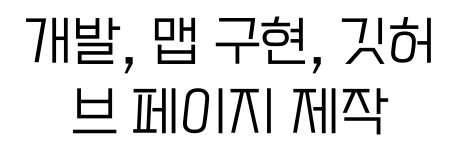 개발, 맵 구현, 깃허
브 페이지 제작